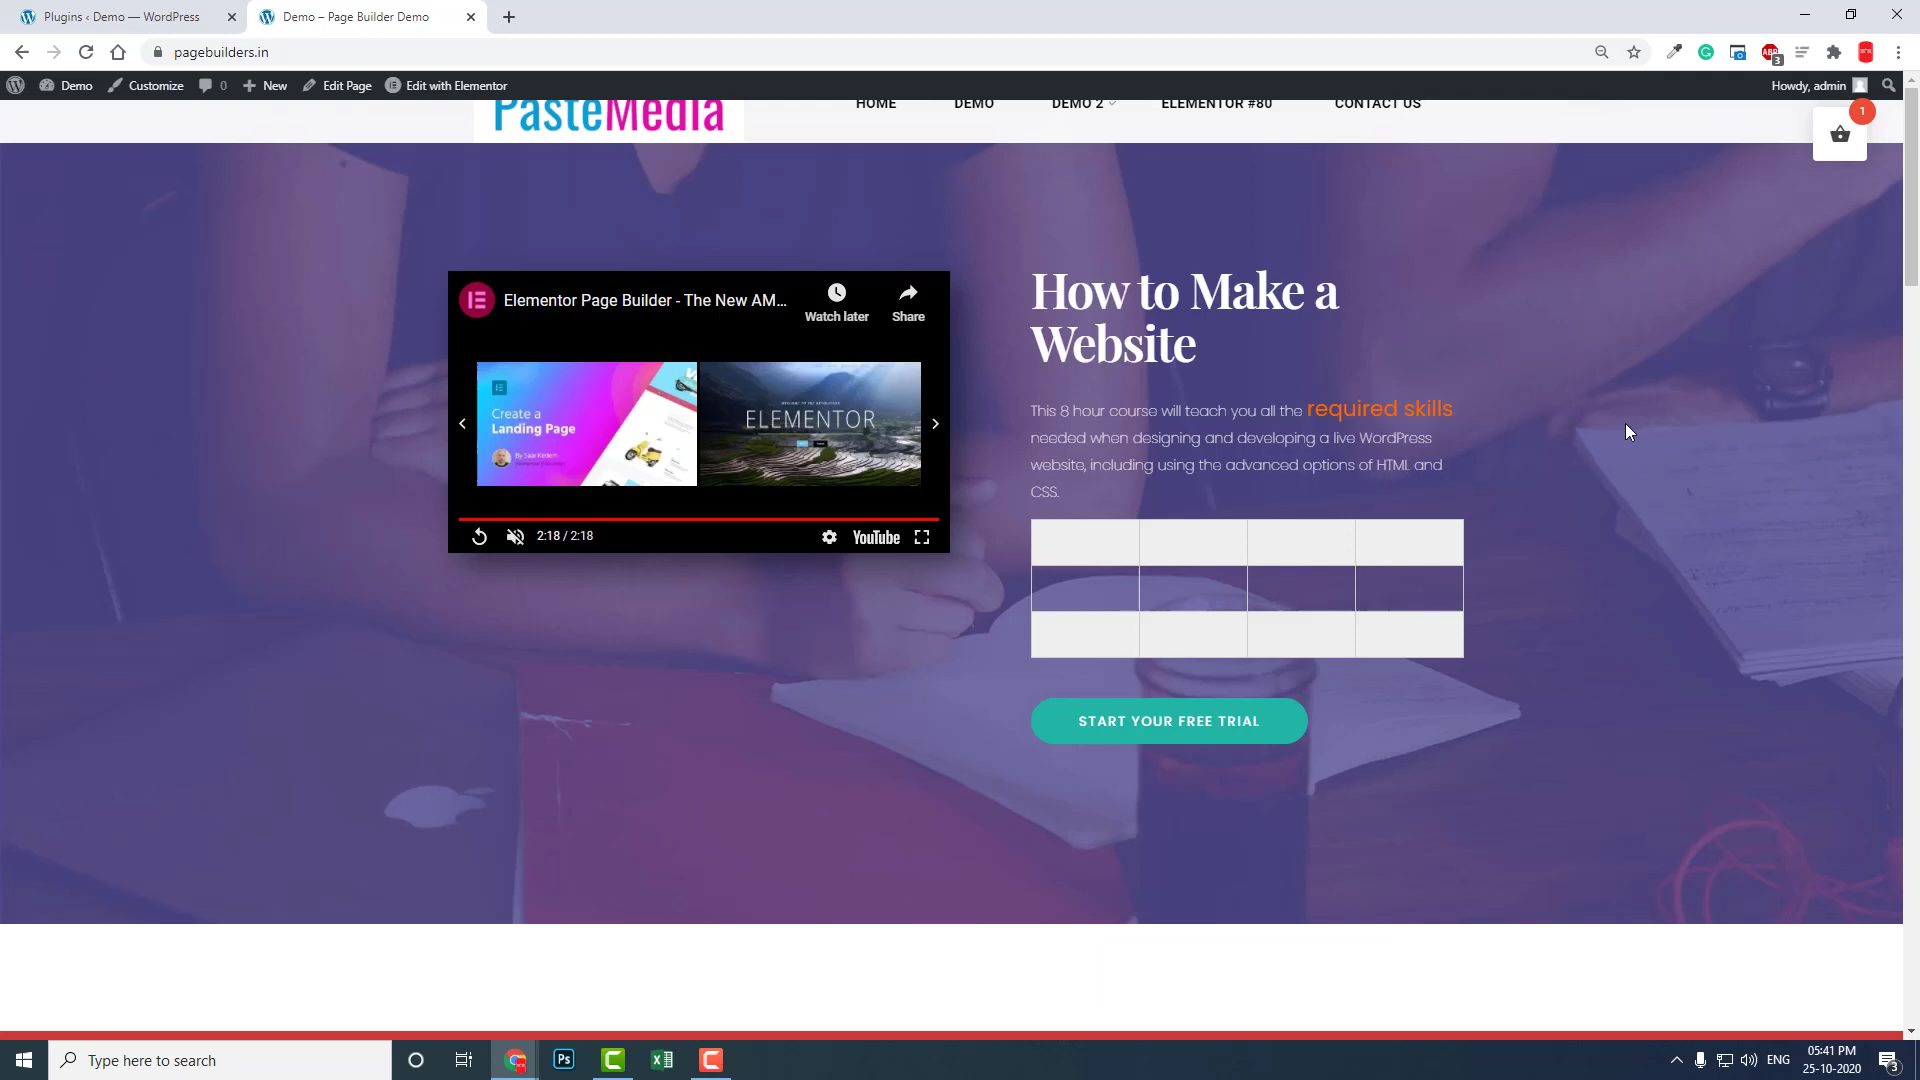 Plugins ‹ Demo — WordPress
Demo – Page Builder Demo
pagebuilders.in
ABP
3
Demo
Customize
0
New
Edit Page
Edit with Elementor
Howdy, admin
PasteMedia
HOME
DEMO
DEMO 2
ELEMENTOR #80
CONTACT US
1
Elementor Page Builder - The New AM...
Watch later
Share
Create a
Landing Page
ELEMENTOR
2:18 / 2:18
YouTube
How to Make a
Website
This 8 hour course will teach you all the required skills
needed when designing and developing a live WordPress
website, including using the advanced options of HTML and
CSS.
START YOUR FREE TRIAL
Type here to search
Ps
ENG
05:41 PM
25-10-2020
3